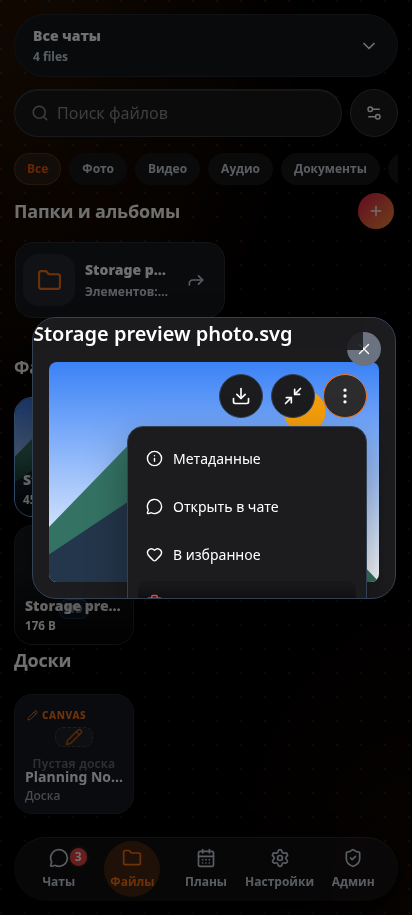 Все чаты
4 files
Поиск файлов
Все
Фото
Видео
Аудио
Документы
Папки и альбомы
Storage p...
Элементов:...
Storage preview photo.svg
Метаданные
Открыть в чате
В избранное
Storage pre...
176 B
Доски
CANVAS
Пустая доска
Planning No...
Доска
3
Чаты
Файлы
Планы
Настройки
Админ